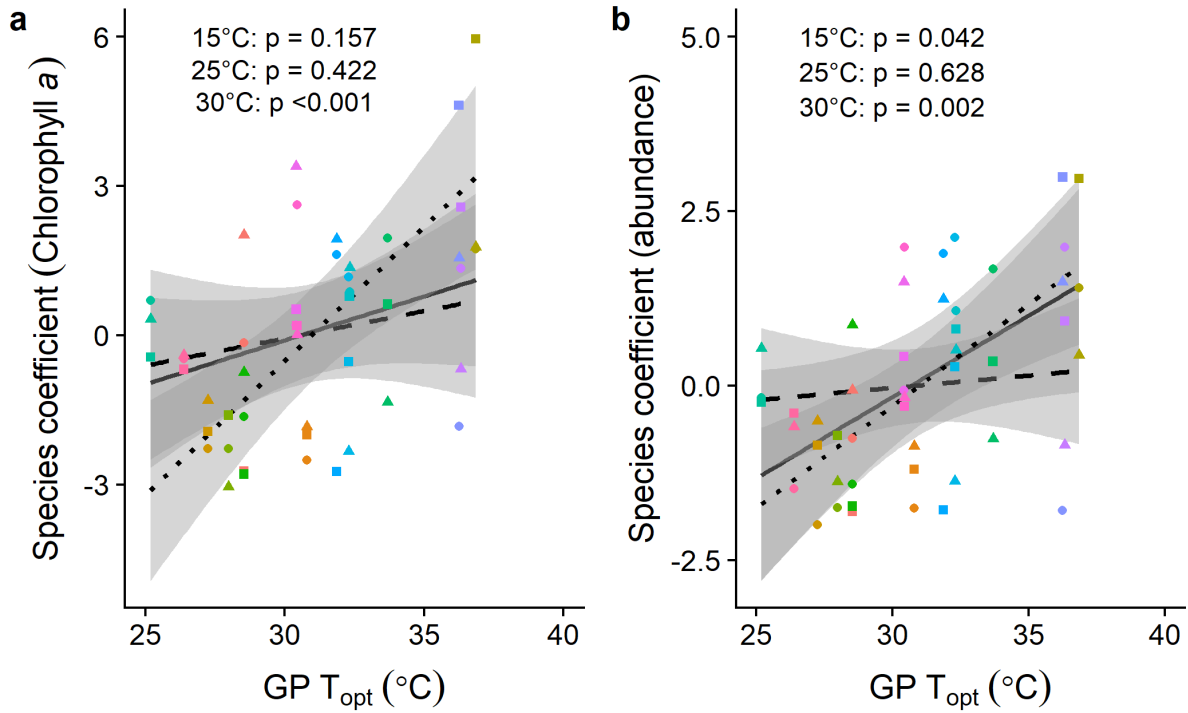 a
15°C: p = 0.157
25°C: p = 0.422
30°C: p <0.001
Species coefficient (Chlorophyll a)
6
3
0
-3
25
30
35
40
GP Topt (°C)
b
15°C: p = 0.042
25°C: p = 0.628
30°C: p = 0.002
Species coefficient (abundance)
5.0
2.5
0.0
-2.5
25
30
35
40
GP Topt (°C)